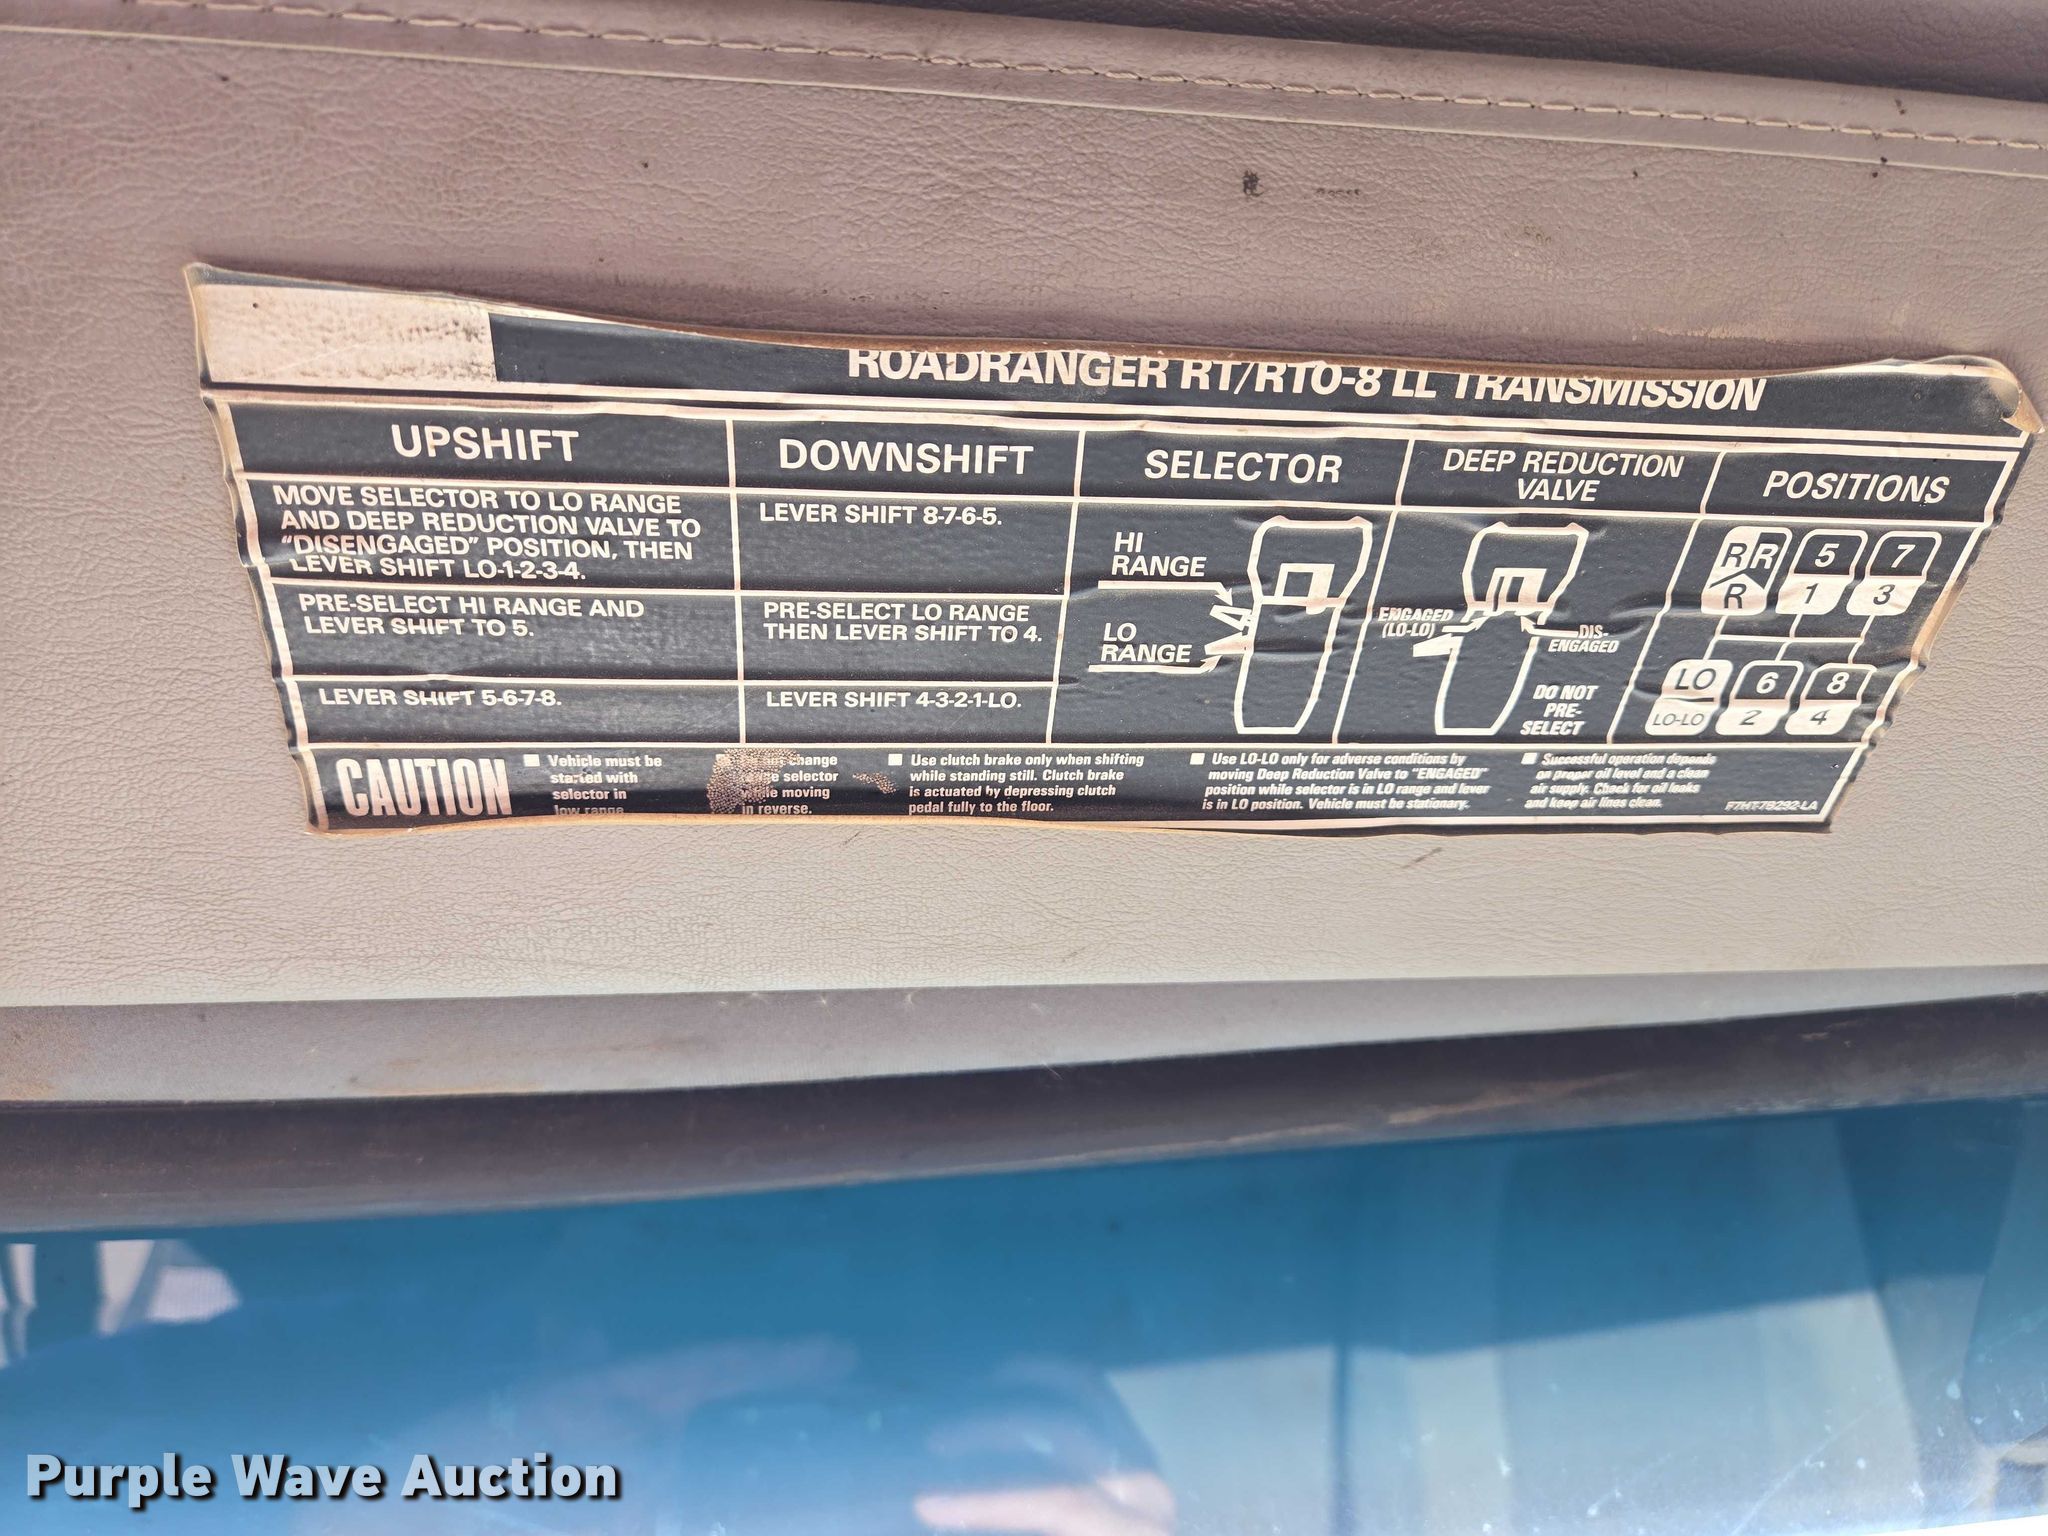 ROADRANGER RT/RTO-8 LL TRANSMISSION
UPSHIFT
MOVE SELECTOR TO LO RANGE
AND DEEP REDUCTION VALVE TO
"DISENGAGED" POSITION, THEN
LEVER SHIFT LO-1-2-3-4.
PRE-SELECT HI RANGE AND
LEVER SHIFT TO 5.
LEVER SHIFT 5-6-7-8.
DOWNSHIFT
LEVER SHIFT 8-7-6-5.
PRE-SELECT LO RANGE
THEN LEVER SHIFT TO 4.
LEVER SHIFT 4-3-2-1-LO.
SELECTOR
HI
RANGE
LO
RANGE
DEEP REDUCTION
VALVE
ENGAGED
(LO-LO)
DIS-
ENGAGED
DO NOT
PRE-
SELECT
POSITIONS
R R 5 7
R 1 3
LO 6 8
LO-LO 2 4
CAUTION
Vehicle must be
started with
selector in
low range
change
selector
while moving
in reverse.
Use clutch brake only when shifting
while standing still. Clutch brake
is actuated by depressing clutch
pedal fully to the floor.
Use LO-LO only for adverse conditions by
moving Deep Reduction Valve to "ENGAGED"
position while selector is in LO range and lever
is in LO position. Vehicle must be stationary.
Successful operation depends
on proper oil level and a clean
air supply. Check for oil leaks
and keep air lines clean.
F7HT-7B292-LA
Purple Wave Auction